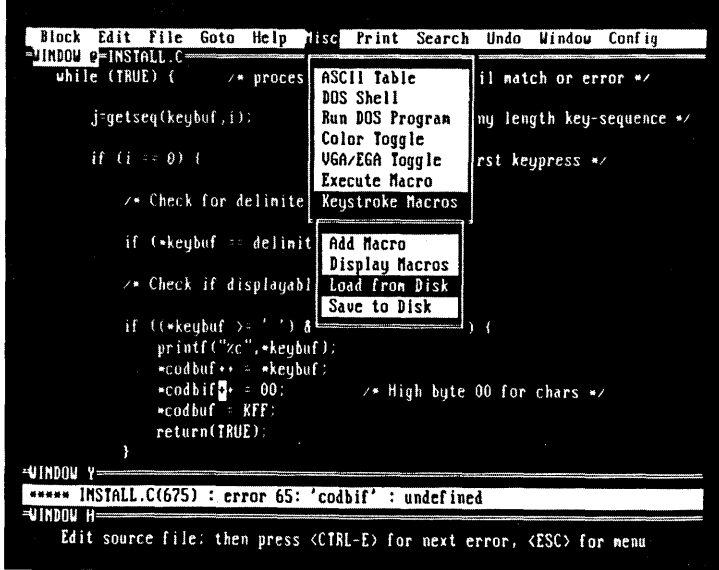 Block Edit File Goto Help Misc Print Search Undo Window Config
WINDOW @ INSTALL.C
while (TRUE) { /* proces il match or error */
ASCII Table
DOS Shell
j=getseq(keybuf,i); Run DOS Program ny length key-sequence */
Color Toggle
if (i == 0) { VGA/EGA Toggle rst keypress */
Execute Macro
/* Check for delimite Keystroke Macros
if (*keybuf == delimit Add Macro
Display Macros
/* Check if displayabl Load from Disk
Save to Disk
if ((*keybuf >= ' ') & ) {
printf("%c",*keybuf);
*codbuf++ = *keybuf;
*codbif++ = 00; /* High byte 00 for chars */
*codbuf = KFF;
return(TRUE);
}
WINDOW Y
***** INSTALL.C(675) : error 65: 'codbif' : undefined
WINDOW H
Edit source file; then press <CTRL-E> for next error, <ESC> for menu